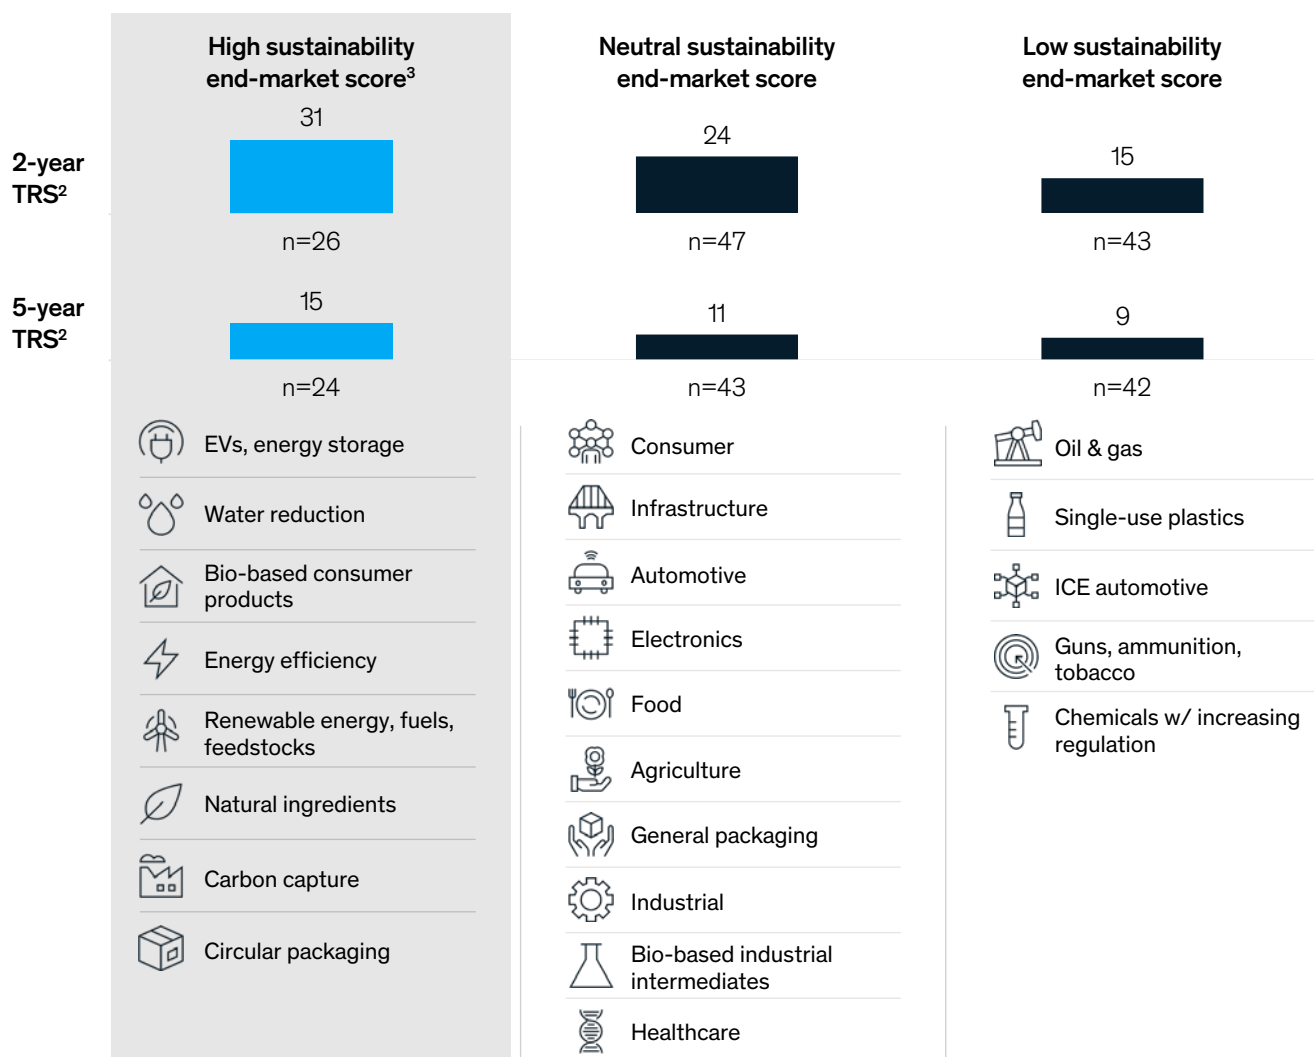 High sustainability
end-market score³
Neutral sustainability
end-market score
Low sustainability
end-market score
2-year
TRS²
31
24
15
n=26
n=47
n=43
5-year
TRS²
15
11
9
n=24
n=43
n=42
EVs, energy storage
Water reduction
Bio-based consumer
products
Energy efficiency
Renewable energy, fuels,
feedstocks
Natural ingredients
Carbon capture
Circular packaging
Consumer
Infrastructure
Automotive
Electronics
Food
Agriculture
General packaging
Industrial
Bio-based industrial
intermediates
Healthcare
Oil & gas
Single-use plastics
ICE automotive
Guns, ammunition,
tobacco
Chemicals w/ increasing
regulation